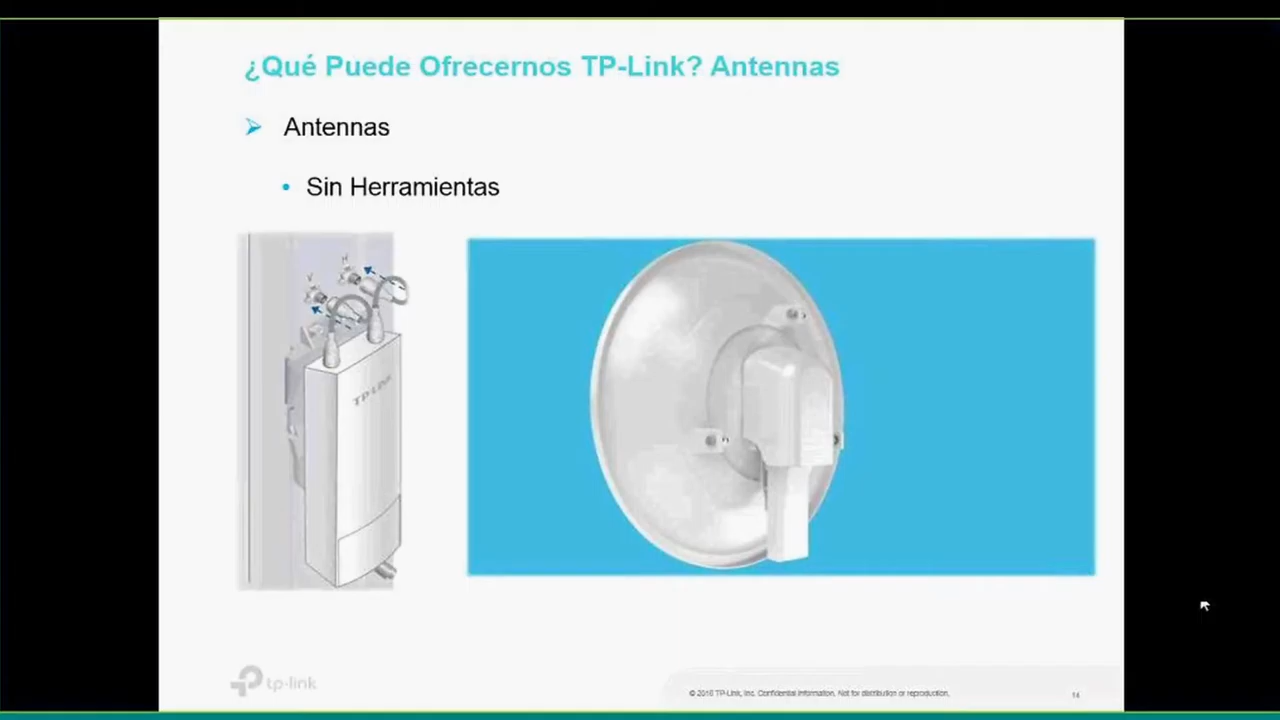 ¿Qué Puede Ofrecernos TP-Link? Antennas
Antennas
Sin Herramientas
TP-LINK
tp-link
© 2016 TP-Link, Inc. Confidential Information. Not for distribution or reproduction.
14